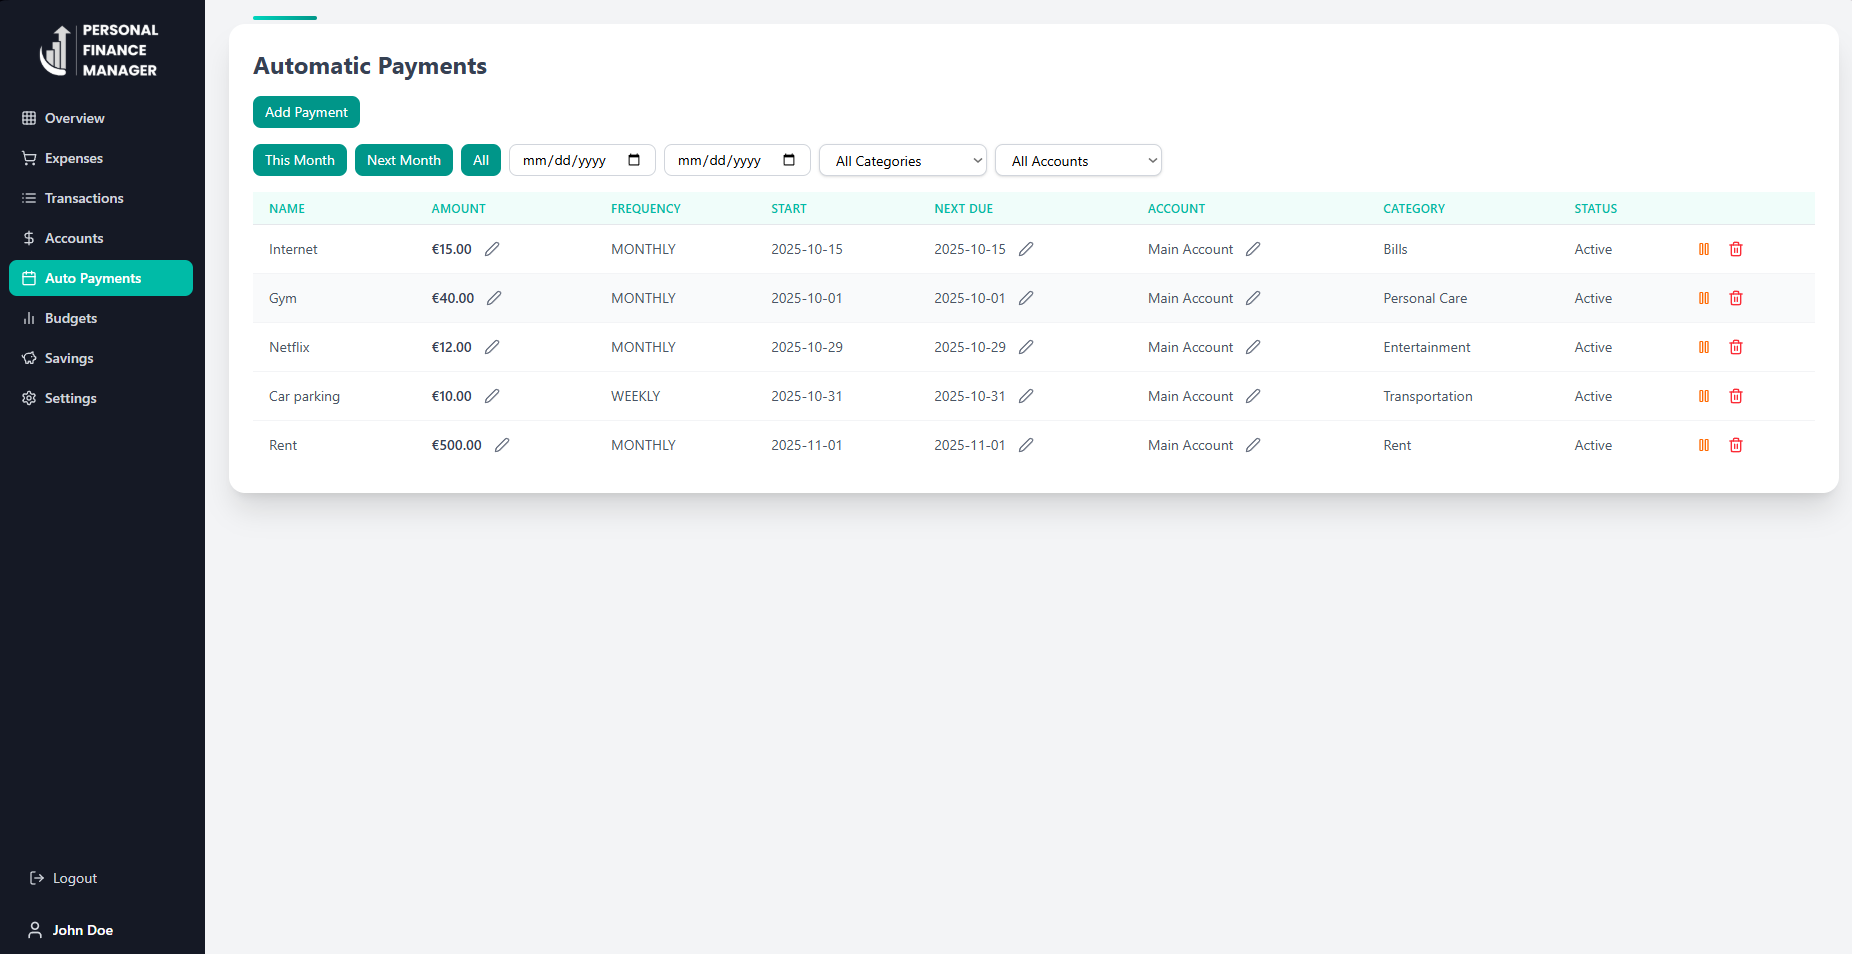 PERSONAL
FINANCE
MANAGER
Overview
Expenses
Transactions
Accounts
Auto Payments
Budgets
Savings
Settings
Logout
John Doe
Automatic Payments
Add Payment
This Month Next Month All mm/dd/yyyy mm/dd/yyyy All Categories All Accounts
NAME AMOUNT FREQUENCY START NEXT DUE ACCOUNT CATEGORY STATUS
Internet €15.00 MONTHLY 2025-10-15 2025-10-15 Main Account Bills Active
Gym €40.00 MONTHLY 2025-10-01 2025-10-01 Main Account Personal Care Active
Netflix €12.00 MONTHLY 2025-10-29 2025-10-29 Main Account Entertainment Active
Car parking €10.00 WEEKLY 2025-10-31 2025-10-31 Main Account Transportation Active
Rent €500.00 MONTHLY 2025-11-01 2025-11-01 Main Account Rent Active